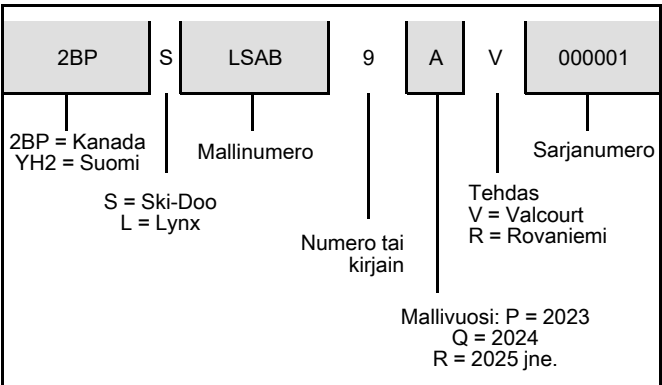 2BP S LSAB 9 A V 000001
2BP = Kanada
YH2 = Suomi
Mallinumero
Sarjanumero
S = Ski-Doo
L = Lynx
Tehdas
V = Valcourt
R = Rovaniemi
Numero tai
kirjain
Mallivuosi: P = 2023
Q = 2024
R = 2025 jne.